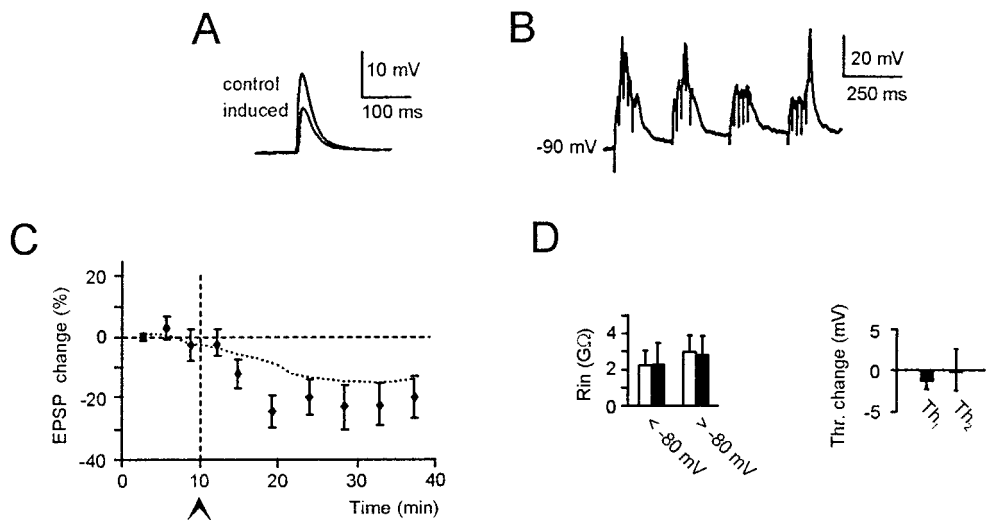 A
control
induced
10 mV
100 ms
B
20 mV
250 ms
-90 mV
C
EPSP change (%)
20
0
-20
-40
0
10
20
30
40
Time (min)
D
Rin (GΩ)
4
2
0
< -80 mV
> -80 mV
Thr. change (mV)
5
0
-5
Th1
Th2